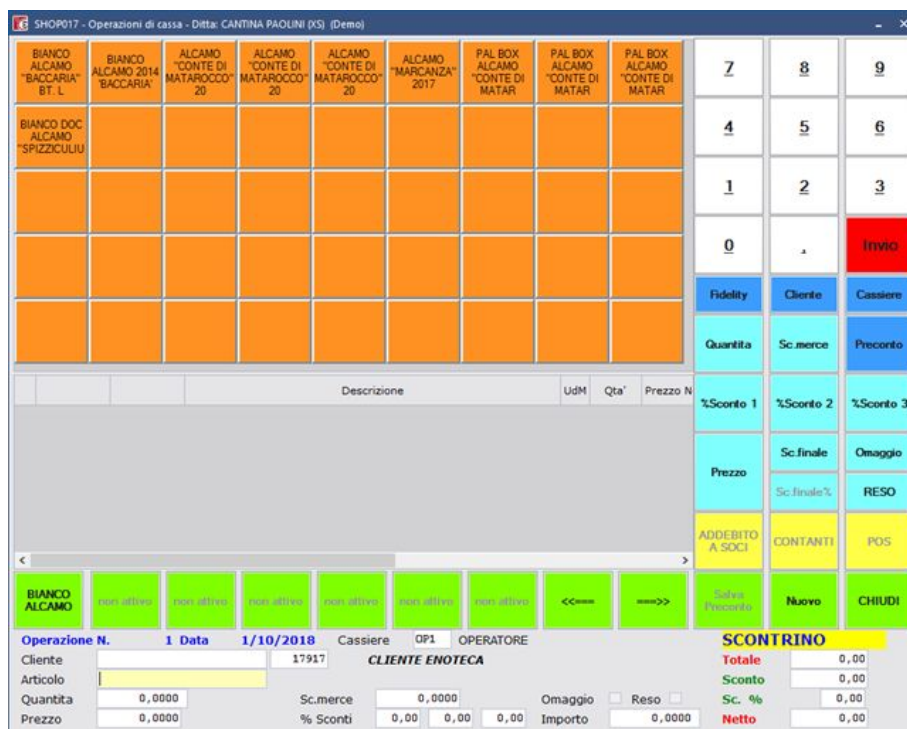 SHOP017 - Operazioni di cassa - Ditta: CANTINA PAOLINI (XS) (Demo)
BIANCO ALCAMO "BACCARIA" BT. L
BIANCO ALCAMO 2014 'BACCARIA'
ALCAMO "CONTE DI MATAROCCO" 20
ALCAMO "CONTE DI MATAROCCO" 20
ALCAMO "CONTE DI MATAROCCO" 20
ALCAMO "MARCANZA" 2017
PAL BOX ALCAMO "CONTE DI MATAR
PAL BOX ALCAMO "CONTE DI MATAR
PAL BOX ALCAMO "CONTE DI MATAR
BIANCO DOC ALCAMO "SPIZZICULIU
7 8 9
4 5 6
1 2 3
0 . Invio
Fidelity Cliente Cassiere
Quantita Sc.merce Preconto
%Sconto 1 %Sconto 2 %Sconto 3
Prezzo Sc.finale Omaggio
Sc.finale% RESO
ADDEBITO A SOCI CONTANTI POS
Descrizione UdM Qta' Prezzo N
BIANCO ALCAMO non attivo non attivo non attivo non attivo non attivo non attivo <<=== ===>> Salva Preconto Nuovo CHIUDI
Operazione N. 1 Data 1/10/2018 Cassiere OP1 OPERATORE SCONTRINO
Cliente 17917 CLIENTE ENOTECA Totale 0,00
Articolo Sconto 0,00
Quantita 0,0000 Sc.merce 0,0000 Omaggio Reso Sc. % 0,00
Prezzo 0,0000 % Sconti 0,00 0,00 0,00 Importo 0,0000 Netto 0,00